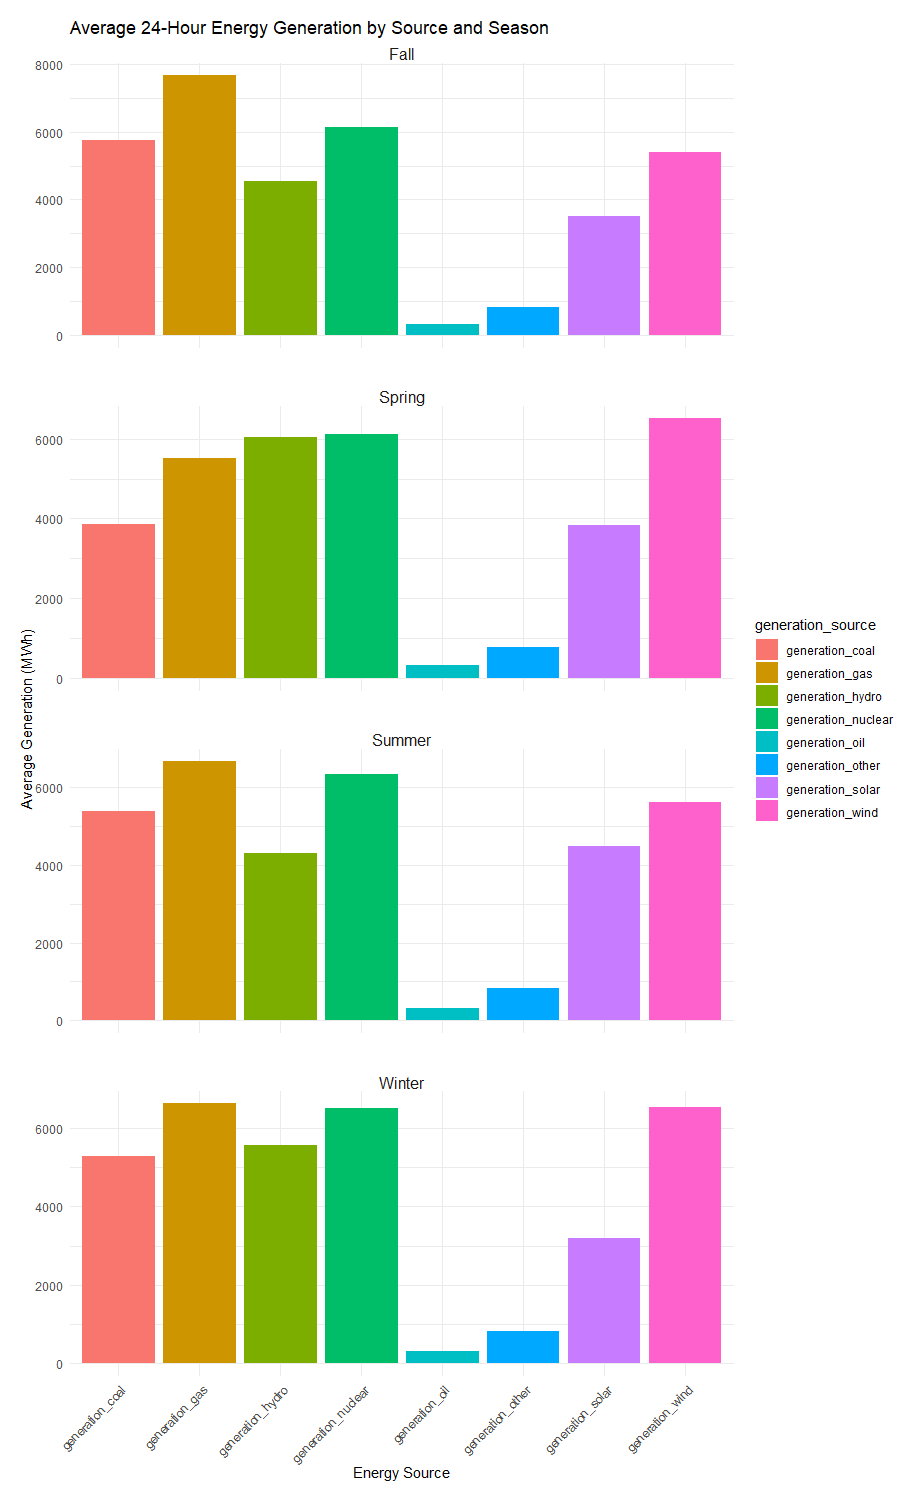 Average 24-Hour Energy Generation by Source and Season
Fall
8000
6000
4000
2000
0
Spring
6000
4000
2000
0
Summer
6000
4000
2000
0
Winter
6000
4000
2000
0
generation_coal
generation_gas
generation_hydro
generation_nuclear
generation_oil
generation_other
generation_solar
generation_wind
Energy Source
Average Generation (MWh)
generation_source
generation_coal
generation_gas
generation_hydro
generation_nuclear
generation_oil
generation_other
generation_solar
generation_wind